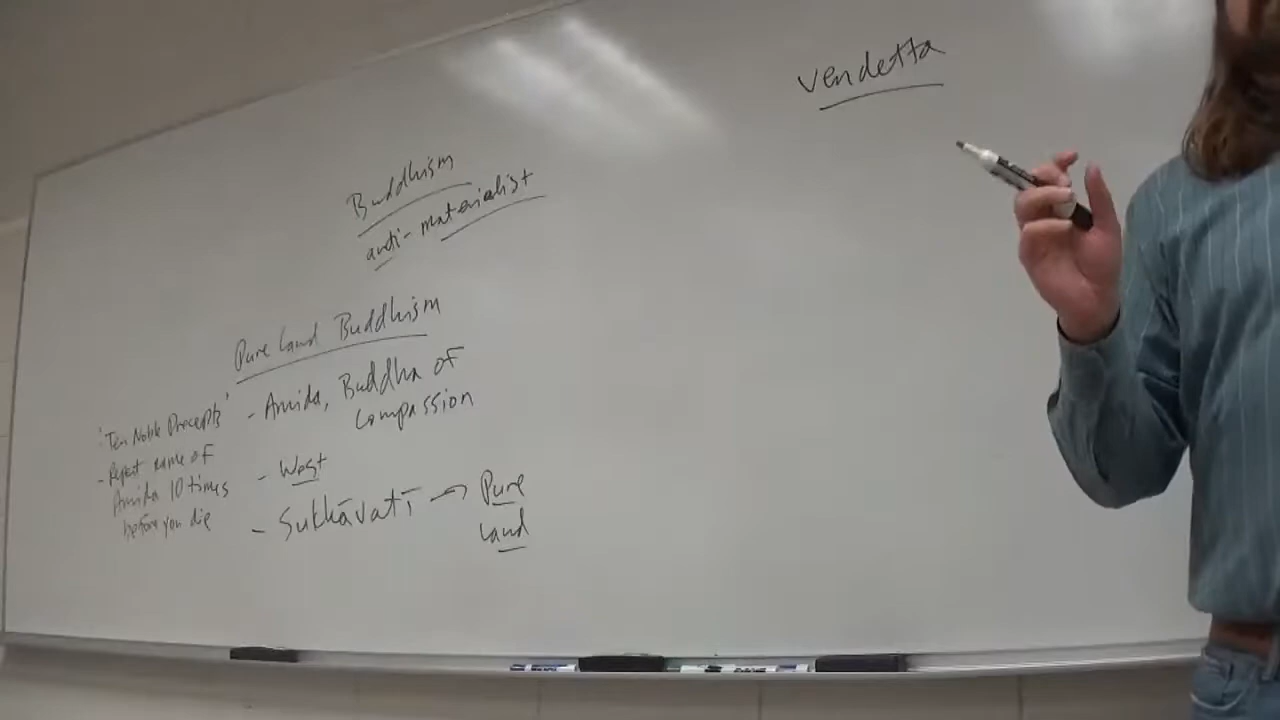 vendetta
Buddhism
anti-materialist
Pure Land Buddhism
'Ten Noble Precepts'
- Repeat name of
Amida 10 times
before you die
- Amida, Buddha of
compassion
- West
- Sukhāvatī → Pure
Land